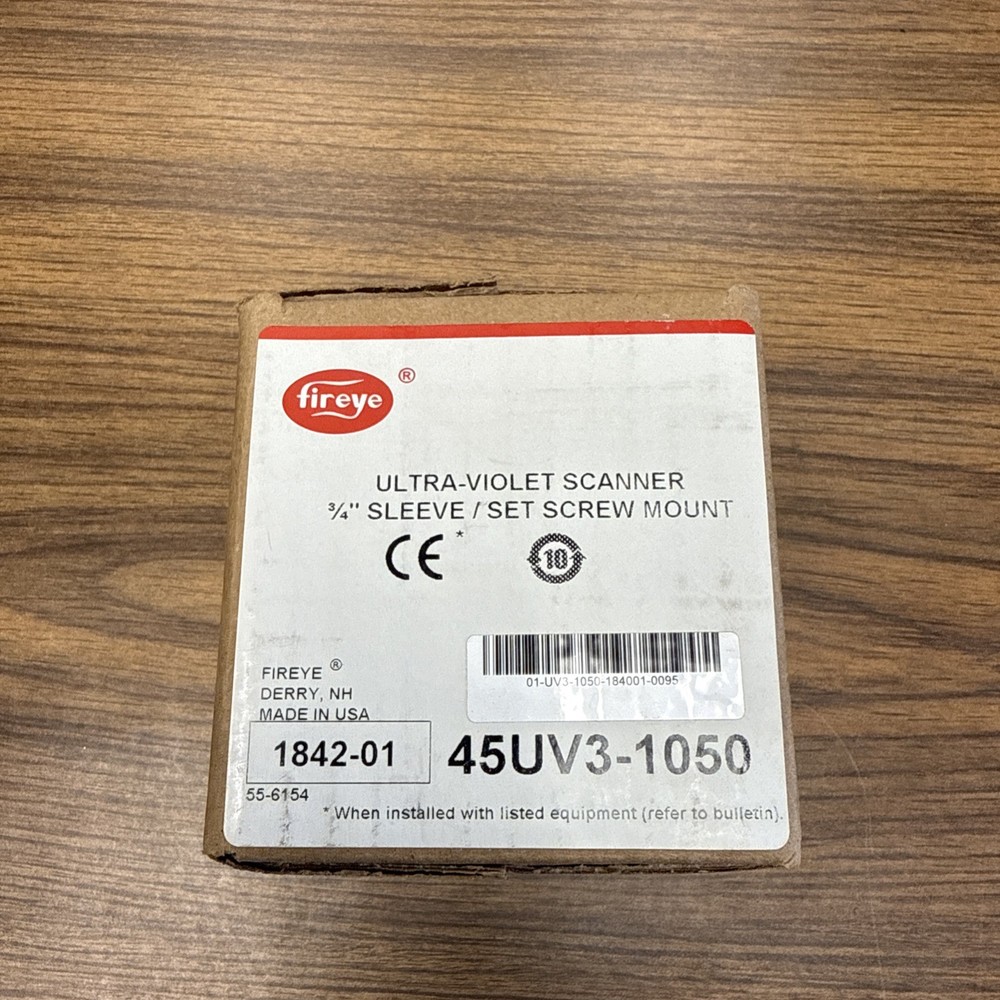 fireye ®
ULTRA-VIOLET SCANNER
¾" SLEEVE / SET SCREW MOUNT
CE *
10
01-UV3-1050-184001-0095
FIREYE ®
DERRY, NH
MADE IN USA
1842-01
45UV3-1050
55-6154
* When installed with listed equipment (refer to bulletin).